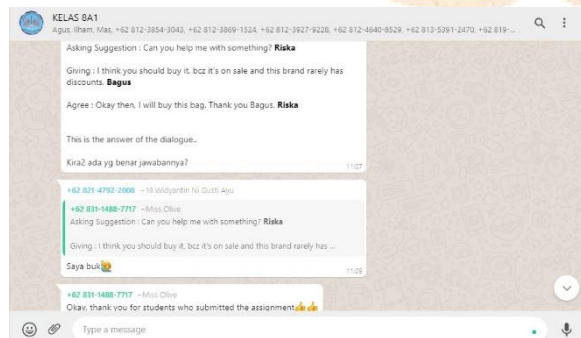 KELAS 8A1
Agus, Ilham, Mas, +62 812-3854-3043, +62 812-3869-1524, +62 812-3927-9228, +62 812-4640-8529, +62 813-5391-2470, +62 819-...
Asking Suggestion : Can you help me with something? Riska
Giving : I think you should buy it, bcz it's on sale and this brand rarely has
discounts. Bagus
Agree : Okay then, I will buy this bag. Thank you Bagus. Riska
This is the answer of the dialogue..
Kira2 ada yg benar jawabannya?
11:07
+62 821-4792-2008 ~19.Widyantin Ni Gusti Ayu
+62 831-1488-7717 ~Miss Olive
Asking Suggestion : Can you help me with something? Riska
Giving : I think you should buy it, bcz it's on sale and this brand rarely has ...
Saya buk
11:09
+62 831-1488-7717 ~Miss Olive
Okay, thank you for students who submitted the assignment
Type a message